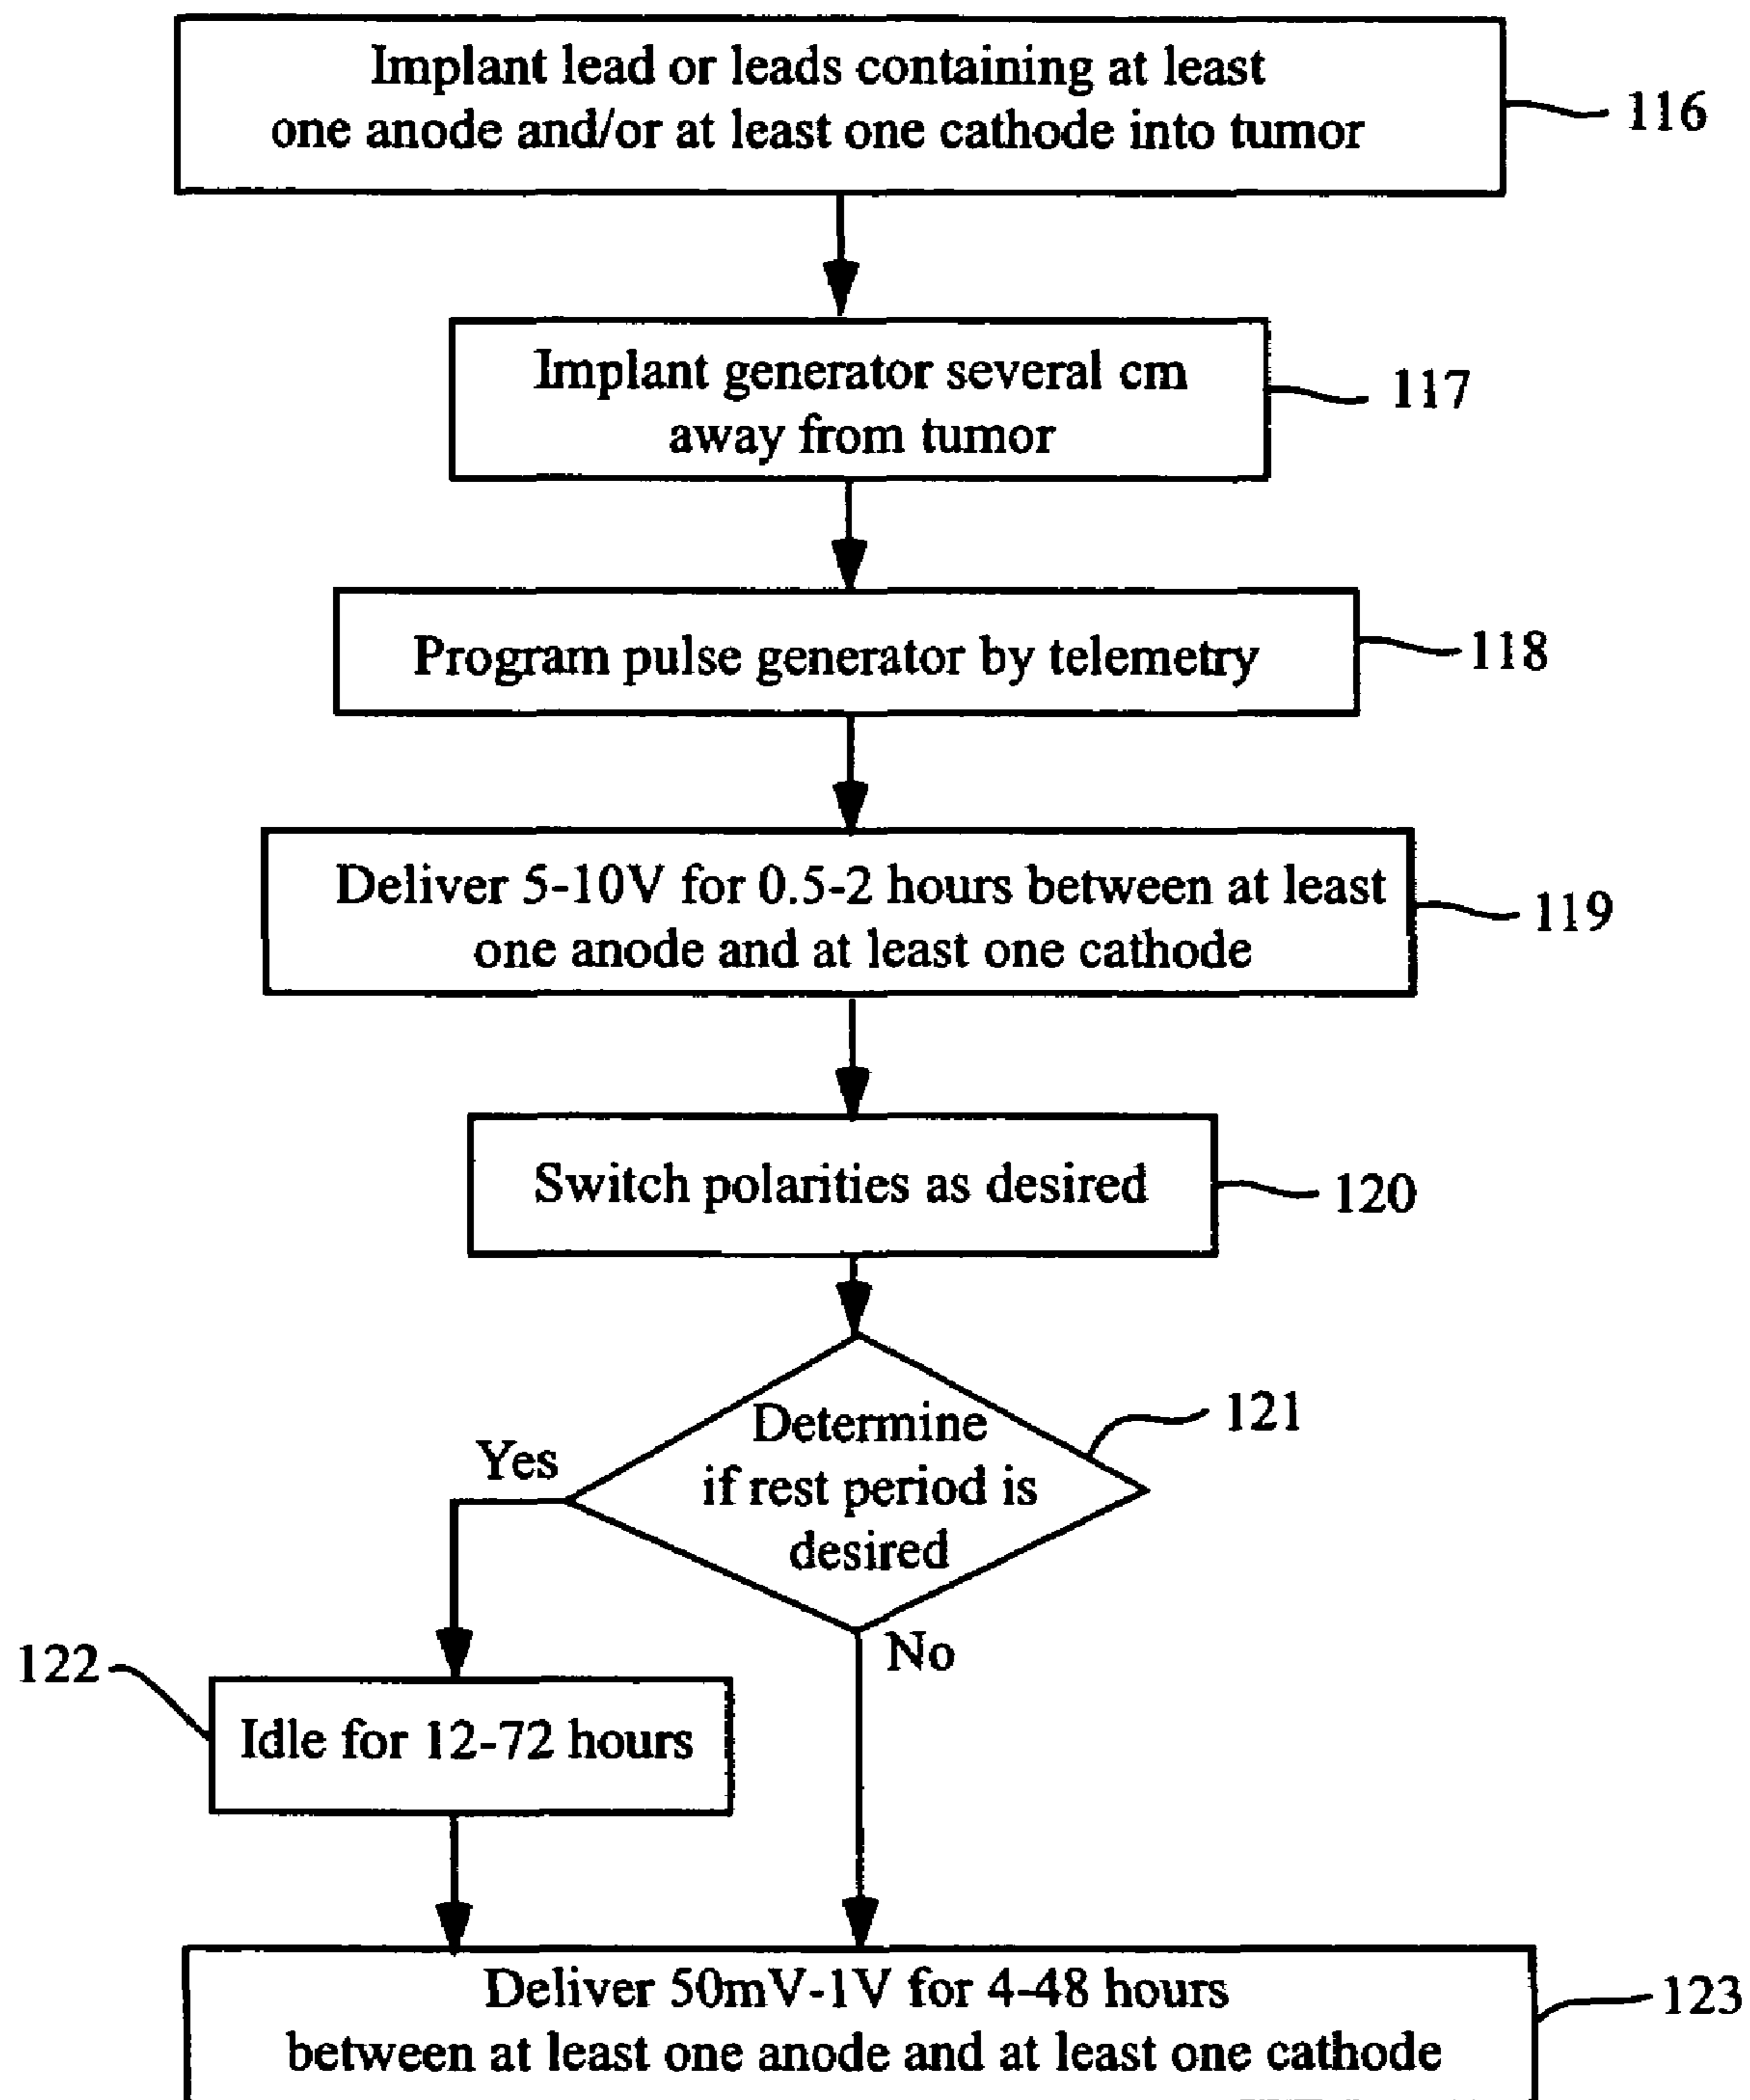 Implant lead or leads containing at least
one anode and/or at least one cathode into tumor
116
Implant generator several cm
away from tumor
117
Program pulse generator by telemetry
118
Deliver 5-10V for 0.5-2 hours between at least
one anode and at least one cathode
119
Switch polarities as desired
120
Determine
if rest period is
desired
121
Yes
No
122
Idle for 12-72 hours
Deliver 50mV-1V for 4-48 hours
between at least one anode and at least one cathode
123